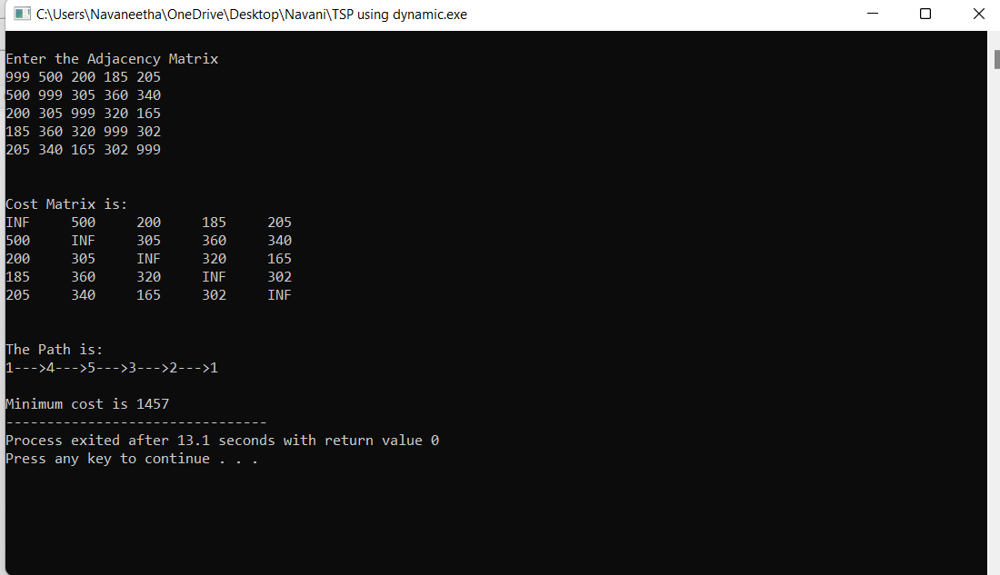 C:\Users\Navaneetha\OneDrive\Desktop\Navani\TSP using dynamic.exe
Enter the Adjacency Matrix
999 500 200 185 205
500 999 305 360 340
200 305 999 320 165
185 360 320 999 302
205 340 165 302 999
Cost Matrix is:
INF     500     200     185     205
500     INF     305     360     340
200     305     INF     320     165
185     360     320     INF     302
205     340     165     302     INF
The Path is:
1--->4--->5--->3--->2--->1
Minimum cost is 1457
--------------------------------
Process exited after 13.1 seconds with return value 0
Press any key to continue . . .